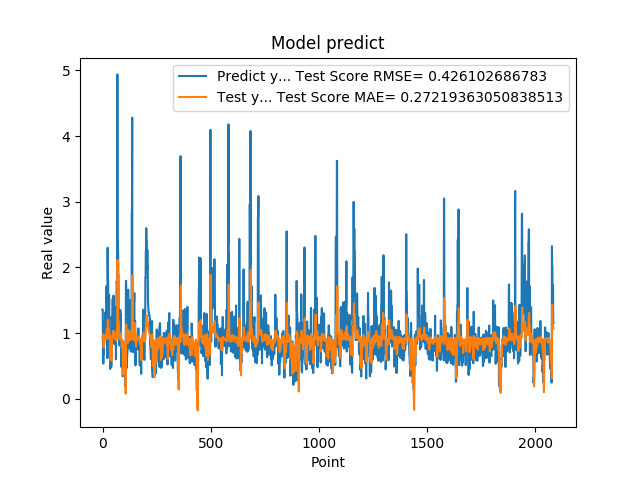 Model predict
Predict y... Test Score RMSE= 0.426102686783
Test y... Test Score MAE= 0.27219363050838513
5
4
3
2
1
0
Real value
0 500 1000 1500 2000
Point